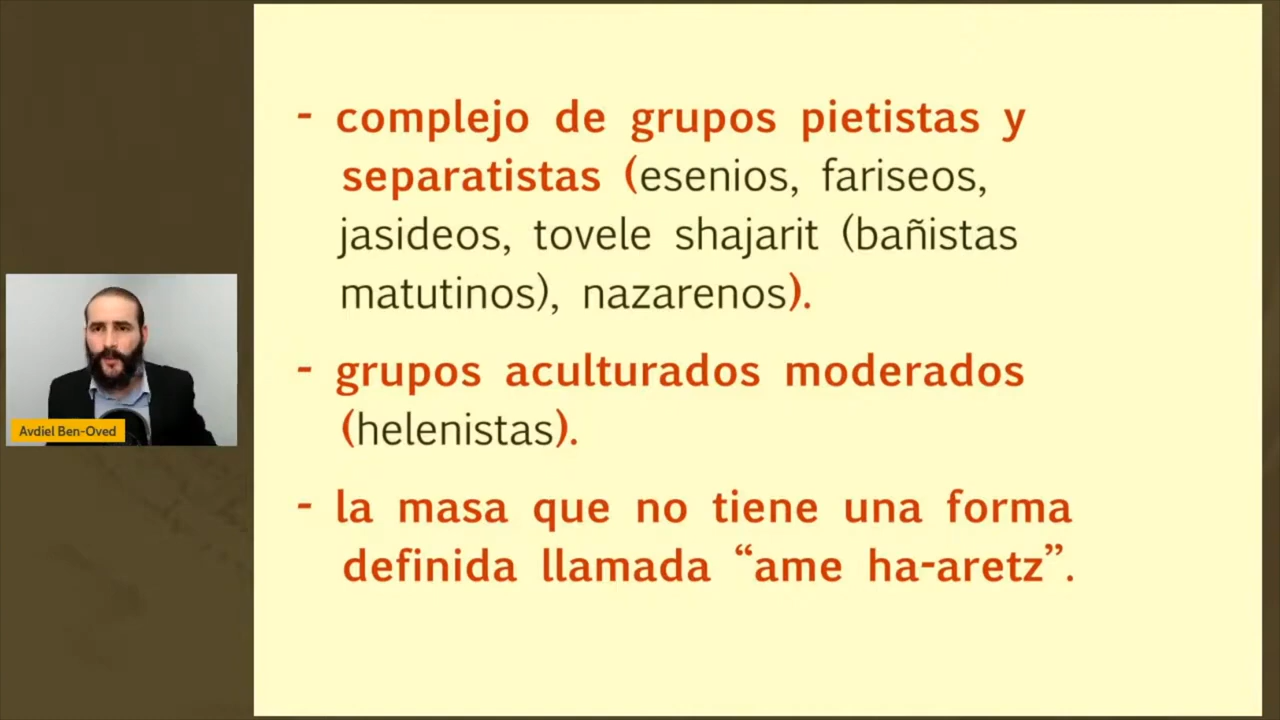 - complejo de grupos pietistas y
separatistas (esenios, fariseos,
jasideos, tovele shajarit (bañistas
matutinos), nazarenos).
- grupos aculturados moderados
(helenistas).
- la masa que no tiene una forma
definida llamada “ame ha-aretz”.
Avdiel Ben-Oved